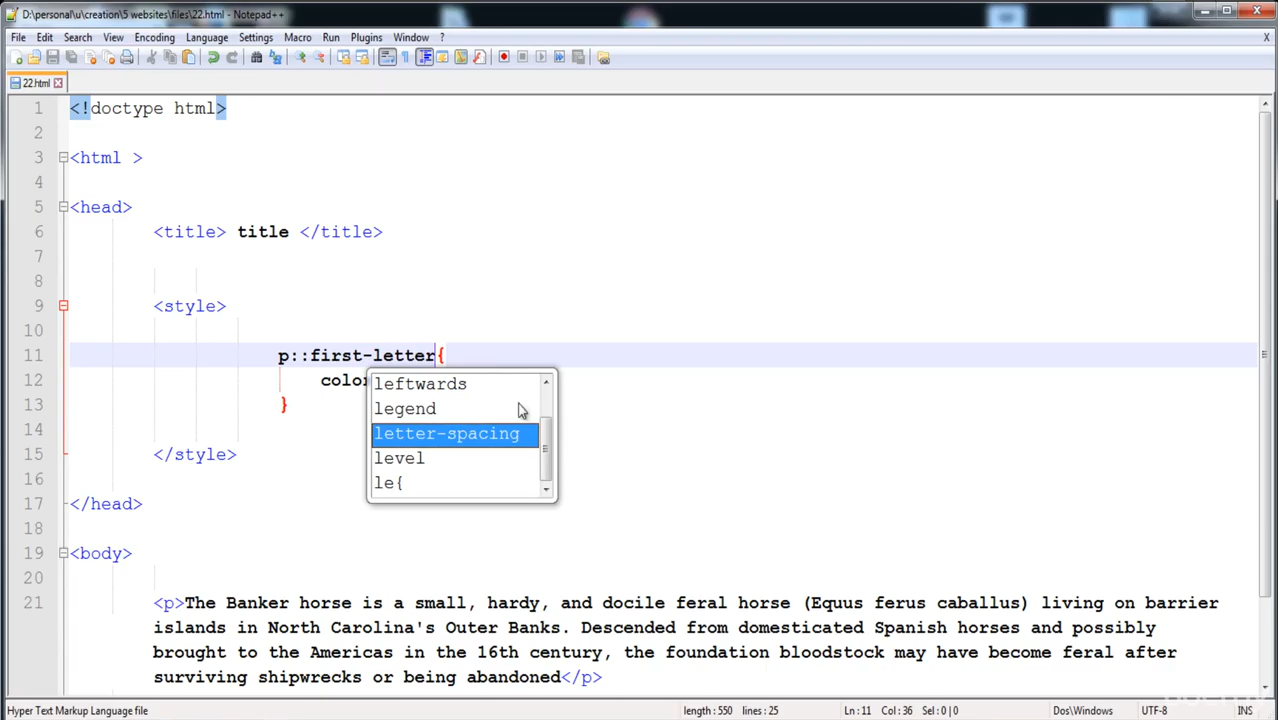 D:\personal\u\creation\5 websites\files\22.html - Notepad++
File Edit Search View Encoding Language Settings Macro Run Plugins Window ? X
22.html
1 <!doctype html>
2
3 <html >
4
5 <head>
6 <title> title </title>
7
8
9 <style>
10
11 p::first-letter{
12 color
13 }
14
15 </style>
16
17 </head>
18
19 <body>
20
21 <p>The Banker horse is a small, hardy, and docile feral horse (Equus ferus caballus) living on barrier
islands in North Carolina's Outer Banks. Descended from domesticated Spanish horses and possibly
brought to the Americas in the 16th century, the foundation bloodstock may have become feral after
surviving shipwrecks or being abandoned</p>
leftwards
legend
letter-spacing
level
le{
Hyper Text Markup Language file length : 550 lines : 25 Ln : 11 Col : 36 Sel : 0 | 0 Dos\Windows UTF-8 INS